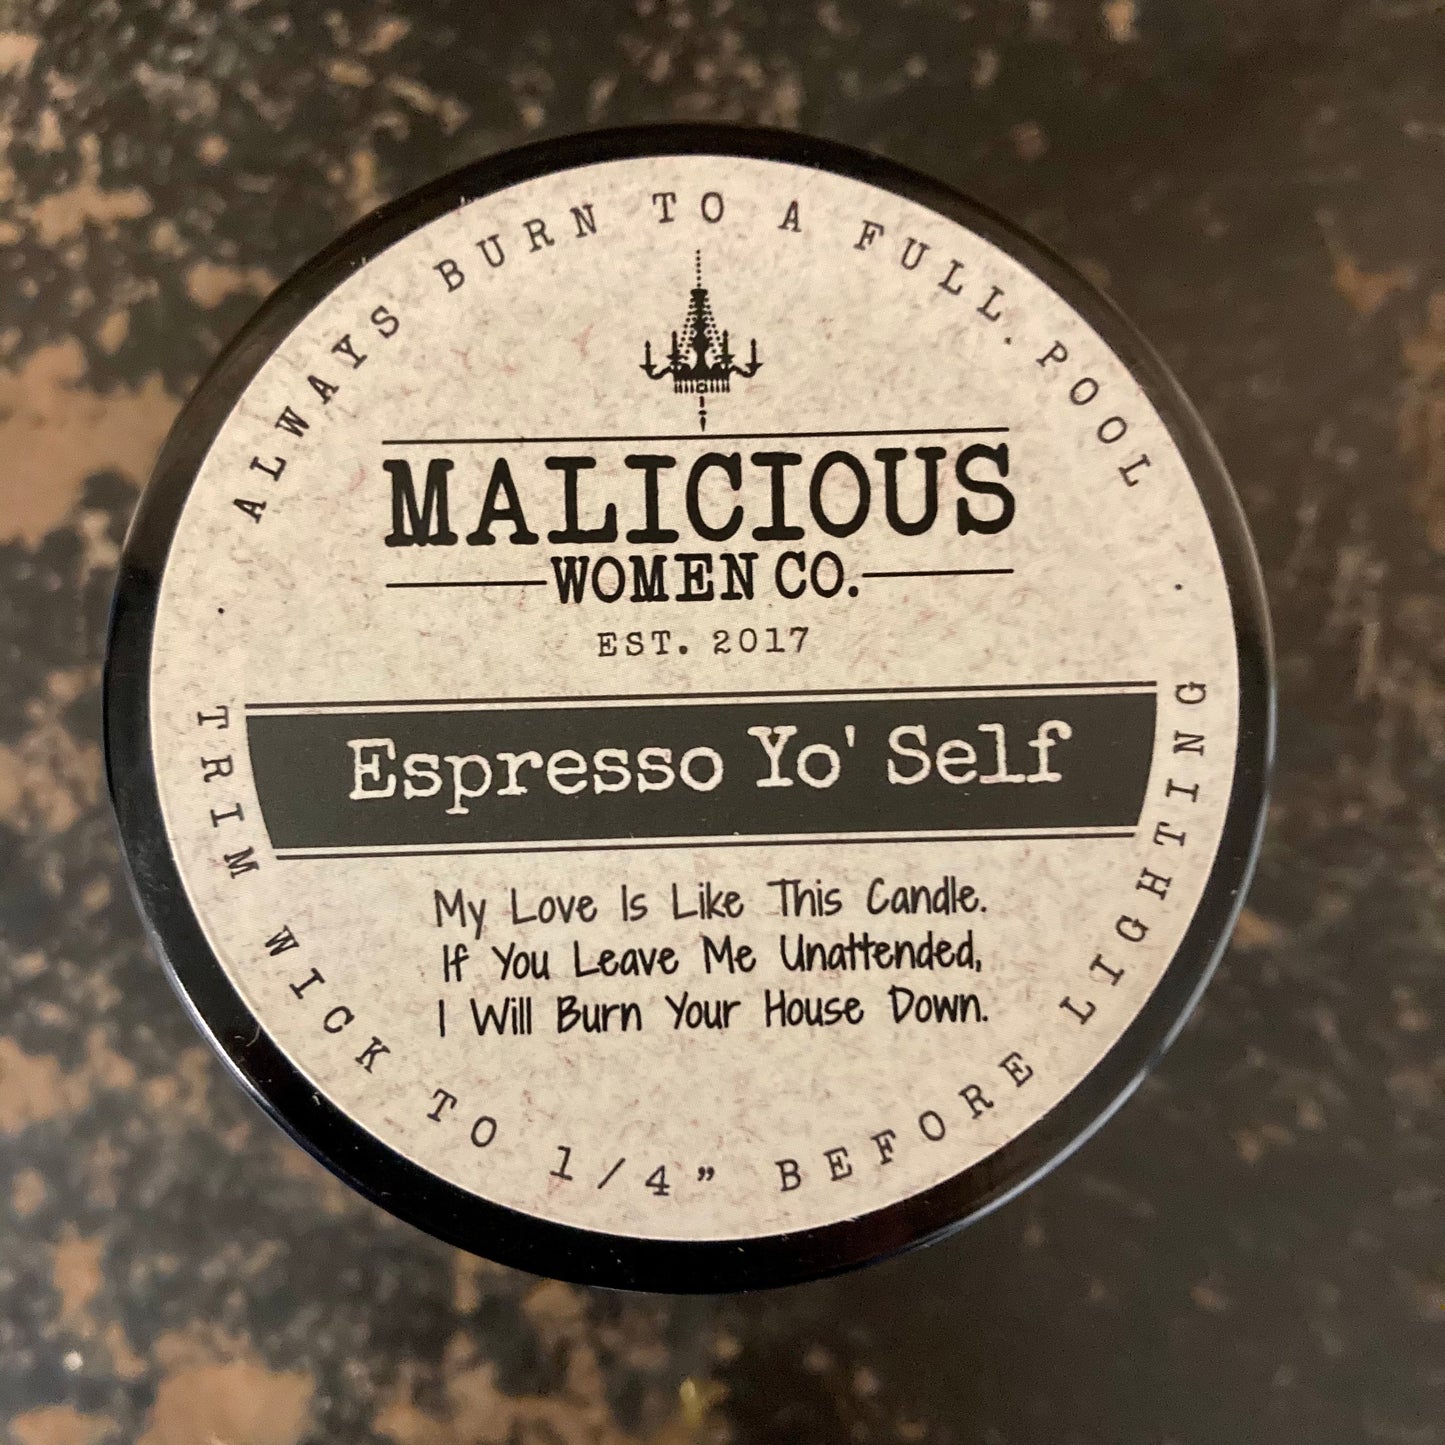 ALWAYS BURN TO A FULL. POOL
MALICIOUS
WOMEN CO.
EST. 2017
Espresso Yo' Self
My Love Is Like This Candle.
If You Leave Me Unattended,
I Will Burn Your House Down.
TRIM WICK TO 1/4” BEFORE LIGHTING